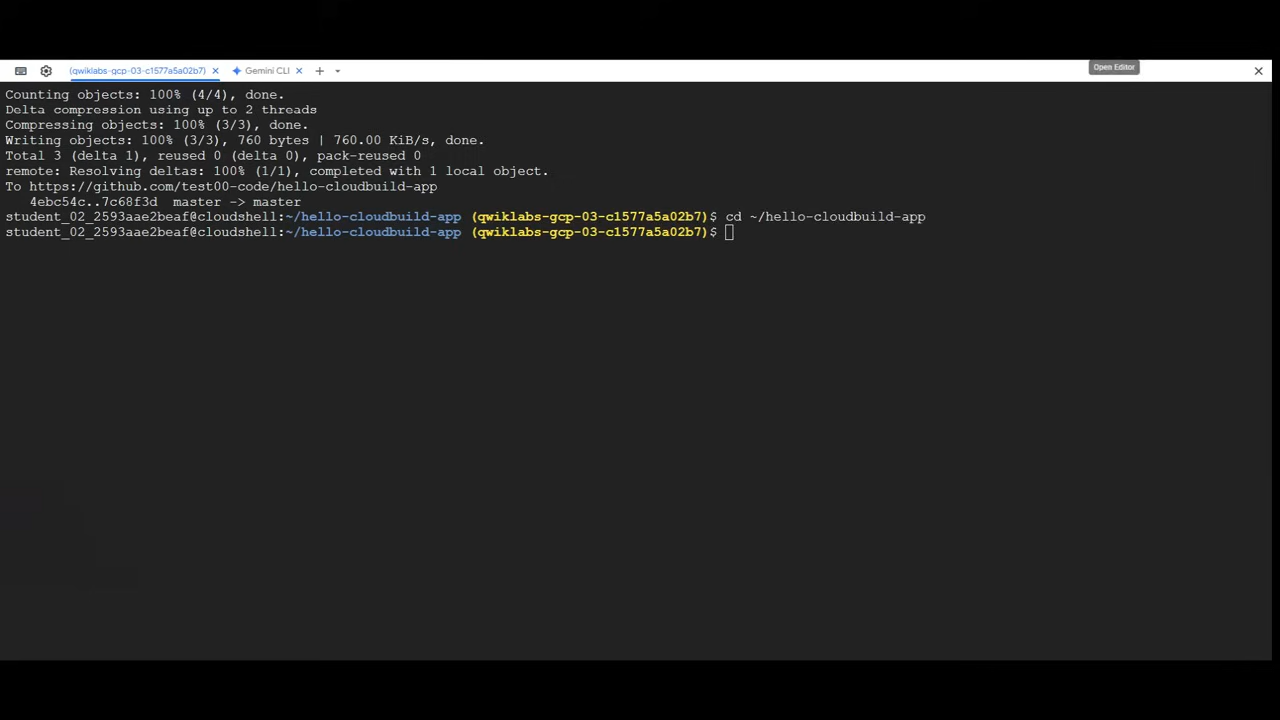 (qwiklabs-gcp-03-c1577a5a02b7) × Gemini CLI × + Open Editor ×
Counting objects: 100% (4/4), done.
Delta compression using up to 2 threads
Compressing objects: 100% (3/3), done.
Writing objects: 100% (3/3), 760 bytes | 760.00 KiB/s, done.
Total 3 (delta 1), reused 0 (delta 0), pack-reused 0
remote: Resolving deltas: 100% (1/1), completed with 1 local object.
To https://github.com/test00-code/hello-cloudbuild-app
   4ebc54c..7c68f3d  master -> master
student_02_2593aae2beaf@cloudshell:~/hello-cloudbuild-app (qwiklabs-gcp-03-c1577a5a02b7)$ cd ~/hello-cloudbuild-app
student_02_2593aae2beaf@cloudshell:~/hello-cloudbuild-app (qwiklabs-gcp-03-c1577a5a02b7)$